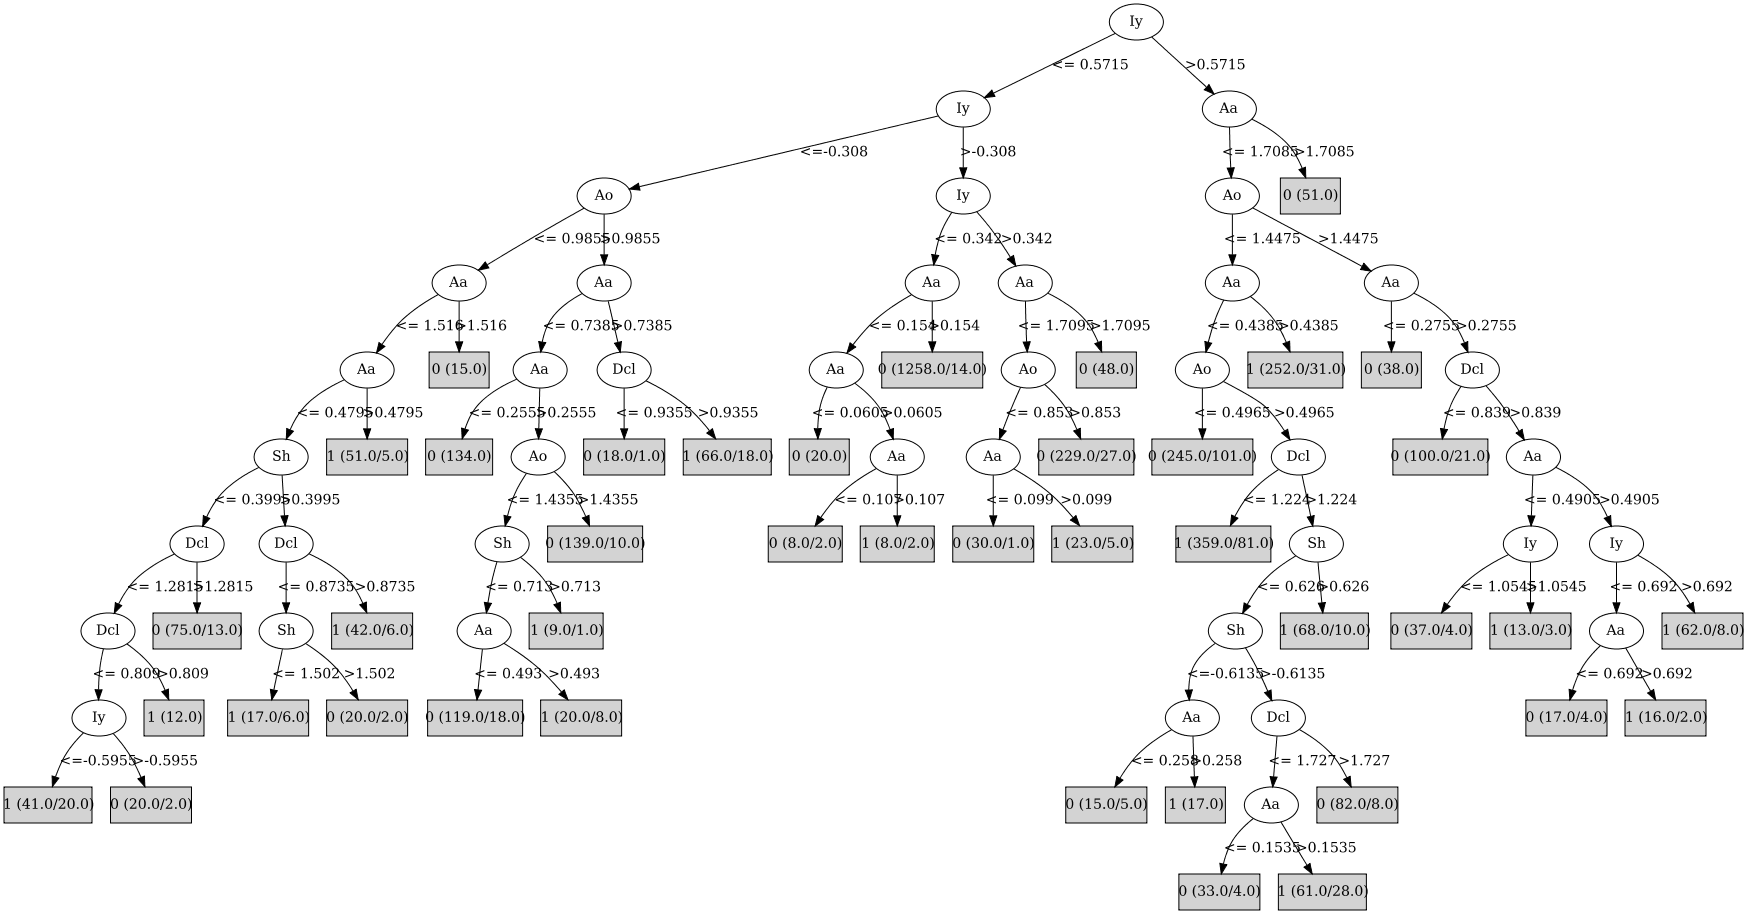 Iy
<= 0.5715 >0.5715
Iy Aa
<=-0.308 >-0.308 <= 1.7085 >1.7085
Ao Iy Ao 0 (51.0)
<= 0.9855 >0.9855 <= 0.342 >0.342 <= 1.4475 >1.4475
Aa Aa Aa Aa Aa Aa
<= 1.516 >1.516 <= 0.7385 >0.7385 <= 0.154 >0.154 <= 1.7095 >1.7095 <= 0.4385 >0.4385 <= 0.2755 >0.2755
Aa 0 (15.0) Aa Dcl Aa 0 (1258.0/14.0) Ao 0 (48.0) Ao 1 (252.0/31.0) 0 (38.0) Dcl
<= 0.4795 >0.4795 <= 0.2555 >0.2555 <= 0.9355 >0.9355 <= 0.0605 >0.0605 <= 0.853 >0.853 <= 0.4965 >0.4965 <= 0.839 >0.839
Sh 1 (51.0/5.0) 0 (134.0) Ao 0 (18.0/1.0) 1 (66.0/18.0) 0 (20.0) Aa Aa 0 (229.0/27.0) 0 (245.0/101.0) Dcl 0 (100.0/21.0) Aa
<= 0.3995 >0.3995 <= 1.4355 >1.4355 <= 0.107 >0.107 <= 0.099 >0.099 <= 1.224 >1.224 <= 0.4905 >0.4905
Dcl Dcl Sh 0 (139.0/10.0) 0 (8.0/2.0) 1 (8.0/2.0) 0 (30.0/1.0) 1 (23.0/5.0) 1 (359.0/81.0) Sh Iy Iy
<= 1.2815 >1.2815 <= 0.8735 >0.8735 <= 0.713 >0.713 <= 0.626 >0.626 <= 1.0545 >1.0545 <= 0.692 >0.692
Dcl 0 (75.0/13.0) Sh 1 (42.0/6.0) Aa 1 (9.0/1.0) Sh 1 (68.0/10.0) 0 (37.0/4.0) 1 (13.0/3.0) Aa 1 (62.0/8.0)
<= 0.809 >0.809 <= 1.502 >1.502 <= 0.493 >0.493 <=-0.6135 >-0.6135 <= 0.692 >0.692
Iy 1 (12.0) 1 (17.0/6.0) 0 (20.0/2.0) 0 (119.0/18.0) 1 (20.0/8.0) Aa Dcl 0 (17.0/4.0) 1 (16.0/2.0)
<=-0.5955 >-0.5955 <= 0.258 >0.258 <= 1.727 >1.727
1 (41.0/20.0) 0 (20.0/2.0) 0 (15.0/5.0) 1 (17.0) Aa 0 (82.0/8.0)
<= 0.1535 >0.1535
0 (33.0/4.0) 1 (61.0/28.0)